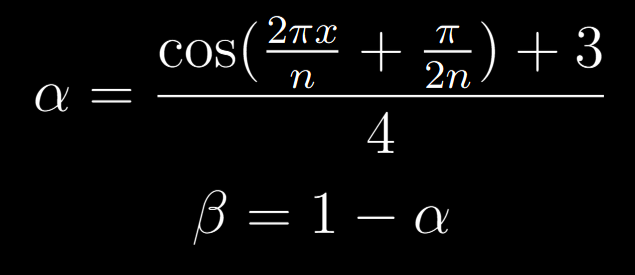 α = (cos(2πx/n + π/2n) + 3)/4
β = 1 − α